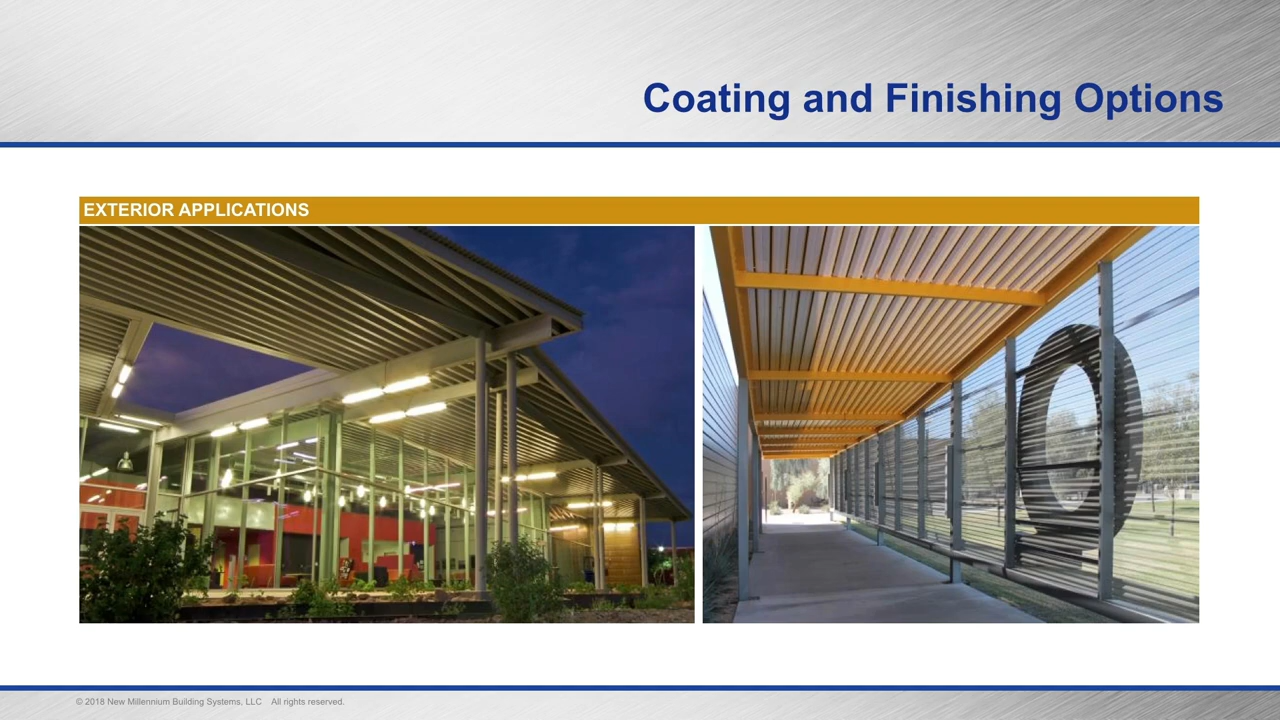 Coating and Finishing Options
EXTERIOR APPLICATIONS
© 2018 New Millennium Building Systems, LLC All rights reserved.